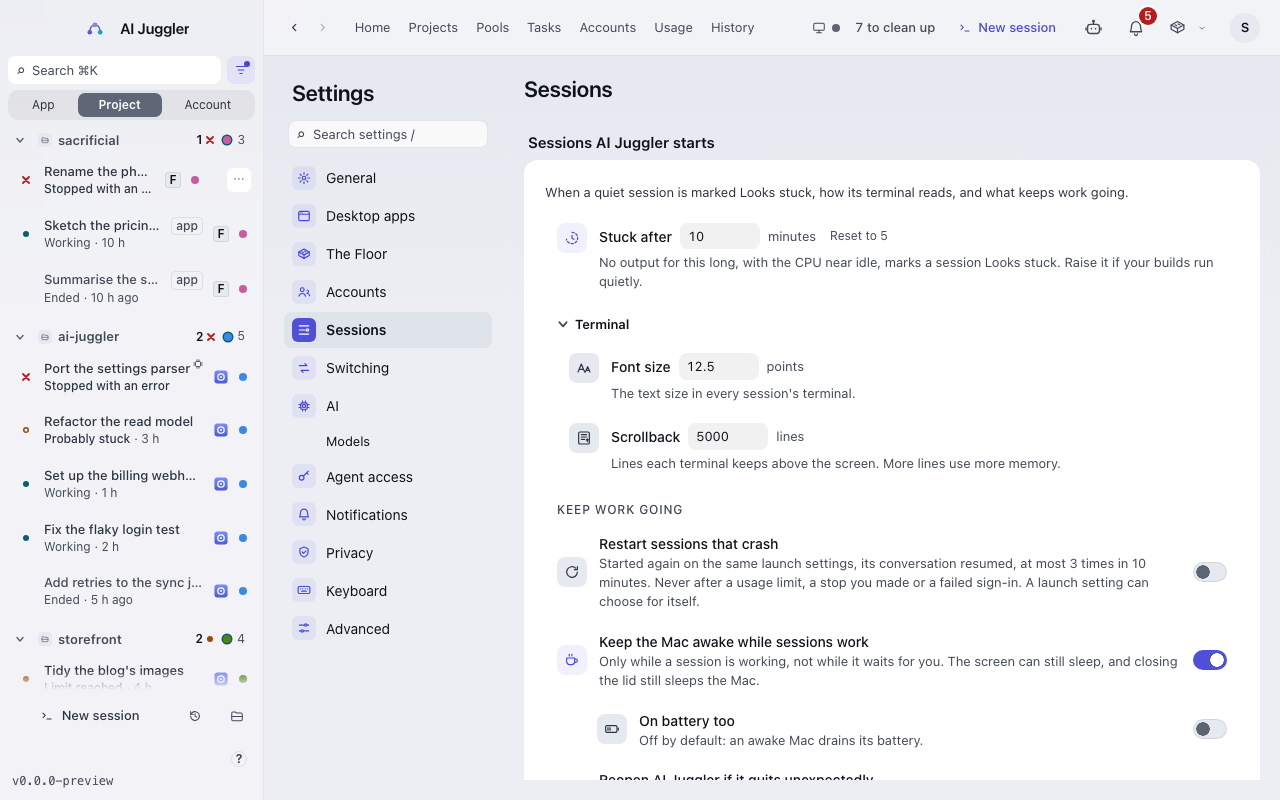 AI Juggler
Search ⌘K
App Project Account
sacrificial 1 3
Rename the ph...
Stopped with an ...
F
Sketch the pricin... app
Working · 10 h
F
Summarise the s... app
Ended · 10 h ago
F
ai-juggler 2 5
Port the settings parser
Stopped with an error
Refactor the read model
Probably stuck · 3 h
Set up the billing webh...
Working · 1 h
Fix the flaky login test
Working · 2 h
Add retries to the sync j...
Ended · 5 h ago
storefront 2 4
Tidy the blog's images
Limit reached · 4 h
New session
?
v0.0.0-preview
Home Projects Pools Tasks Accounts Usage History
7 to clean up
New session
5
S
Settings
Search settings /
General
Desktop apps
The Floor
Accounts
Sessions
Switching
AI
Models
Agent access
Notifications
Privacy
Keyboard
Advanced
Sessions
Sessions AI Juggler starts
When a quiet session is marked Looks stuck, how its terminal reads, and what keeps work going.
Stuck after 10 minutes Reset to 5
No output for this long, with the CPU near idle, marks a session Looks stuck. Raise it if your builds run
quietly.
Terminal
AA
Font size 12.5 points
The text size in every session's terminal.
Scrollback 5000 lines
Lines each terminal keeps above the screen. More lines use more memory.
KEEP WORK GOING
Restart sessions that crash
Started again on the same launch settings, its conversation resumed, at most 3 times in 10
minutes. Never after a usage limit, a stop you made or a failed sign-in. A launch setting can
choose for itself.
Keep the Mac awake while sessions work
Only while a session is working, not while it waits for you. The screen can still sleep, and closing
the lid still sleeps the Mac.
On battery too
Off by default: an awake Mac drains its battery.
Reopen AI Juggler if it quits unexpectedly